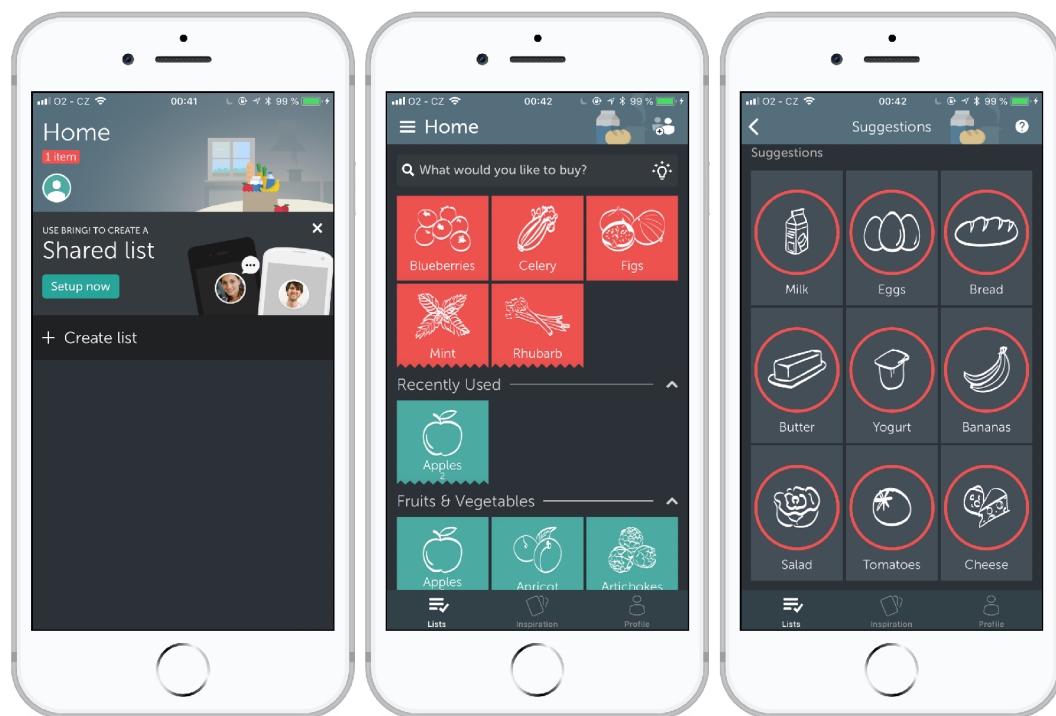 O2 - CZ 00:41 99 %
Home
1 item
USE BRING! TO CREATE A
Shared list
Setup now
+ Create list
O2 - CZ 00:42 99 %
Home
What would you like to buy?
Blueberries Celery Figs
Mint Rhubarb
Recently Used
Apples
2
Fruits & Vegetables
Apples Apricot Artichokes
Lists Inspiration Profile
O2 - CZ 00:42 99 %
Suggestions ?
Suggestions
Milk Eggs Bread
Butter Yogurt Bananas
Salad Tomatoes Cheese
Lists Inspiration Profile